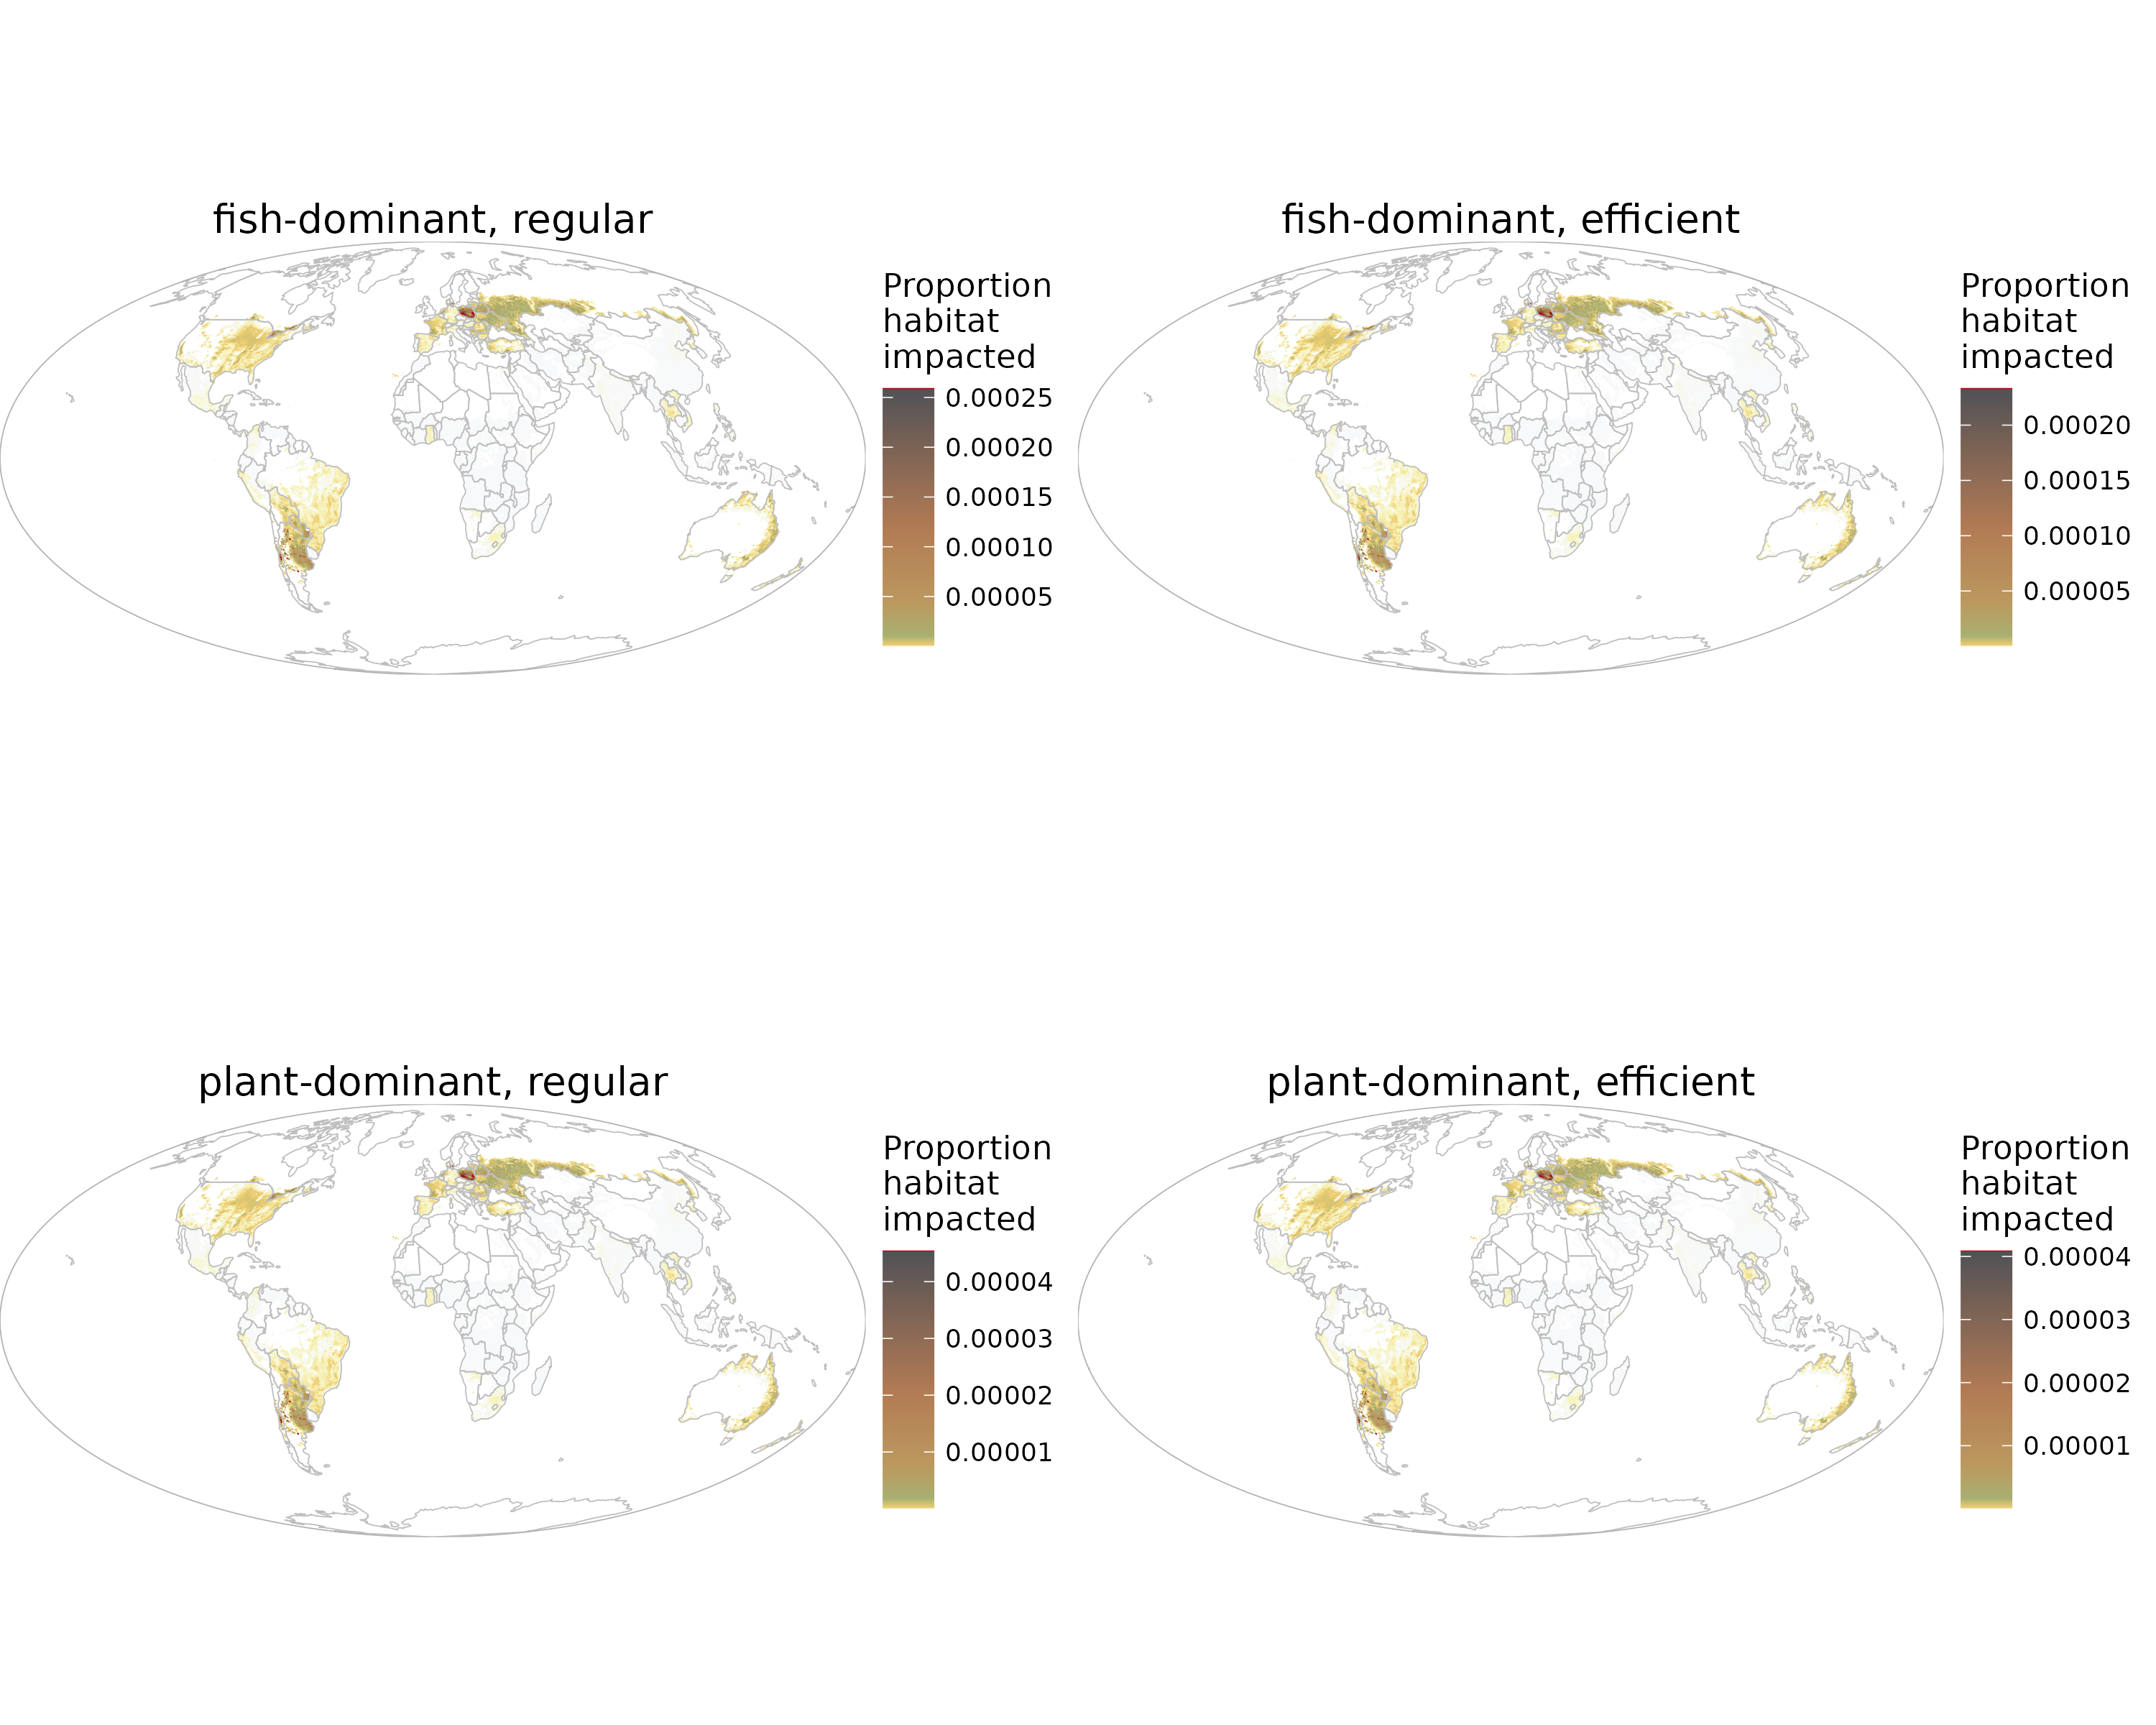 fish-dominant, regular
Proportion
habitat
impacted
0.00025
0.00020
0.00015
0.00010
0.00005
fish-dominant, efficient
Proportion
habitat
impacted
0.00020
0.00015
0.00010
0.00005
plant-dominant, regular
Proportion
habitat
impacted
0.00004
0.00003
0.00002
0.00001
plant-dominant, efficient
Proportion
habitat
impacted
0.00004
0.00003
0.00002
0.00001